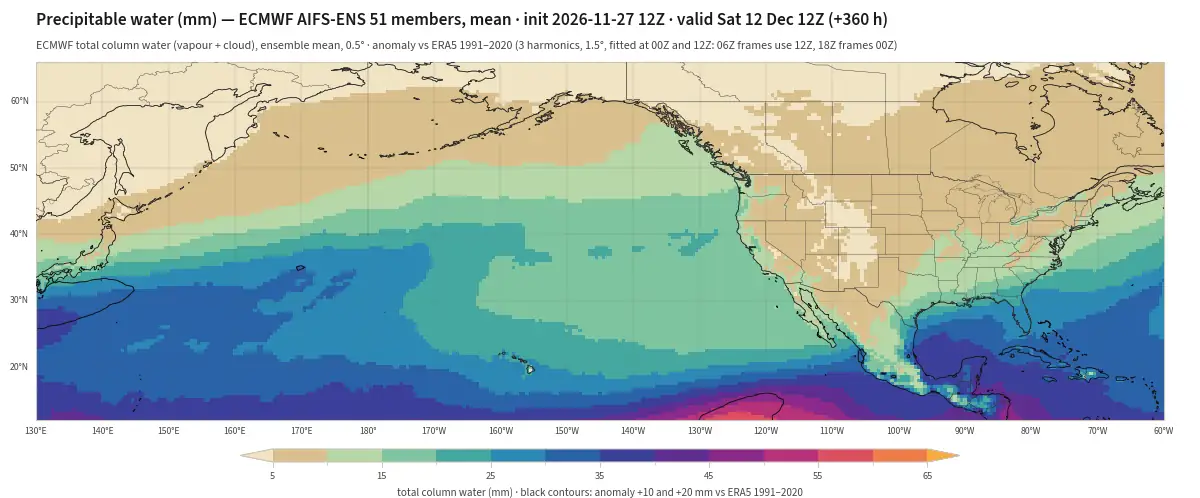 Precipitable water (mm) — ECMWF AIFS-ENS 51 members, mean · init 2026-11-27 12Z · valid Sat 12 Dec 12Z (+360 h)
ECMWF total column water (vapour + cloud), ensemble mean, 0.5° · anomaly vs ERA5 1991–2020 (3 harmonics, 1.5°, fitted at 00Z and 12Z: 06Z frames use 12Z, 18Z frames 00Z)
60°N
50°N
40°N
30°N
20°N
130°E 140°E 150°E 160°E 170°E 180° 170°W 160°W 150°W 140°W 130°W 120°W 110°W 100°W 90°W 80°W 70°W 60°W
5 15 25 35 45 55 65
total column water (mm) · black contours: anomaly +10 and +20 mm vs ERA5 1991–2020